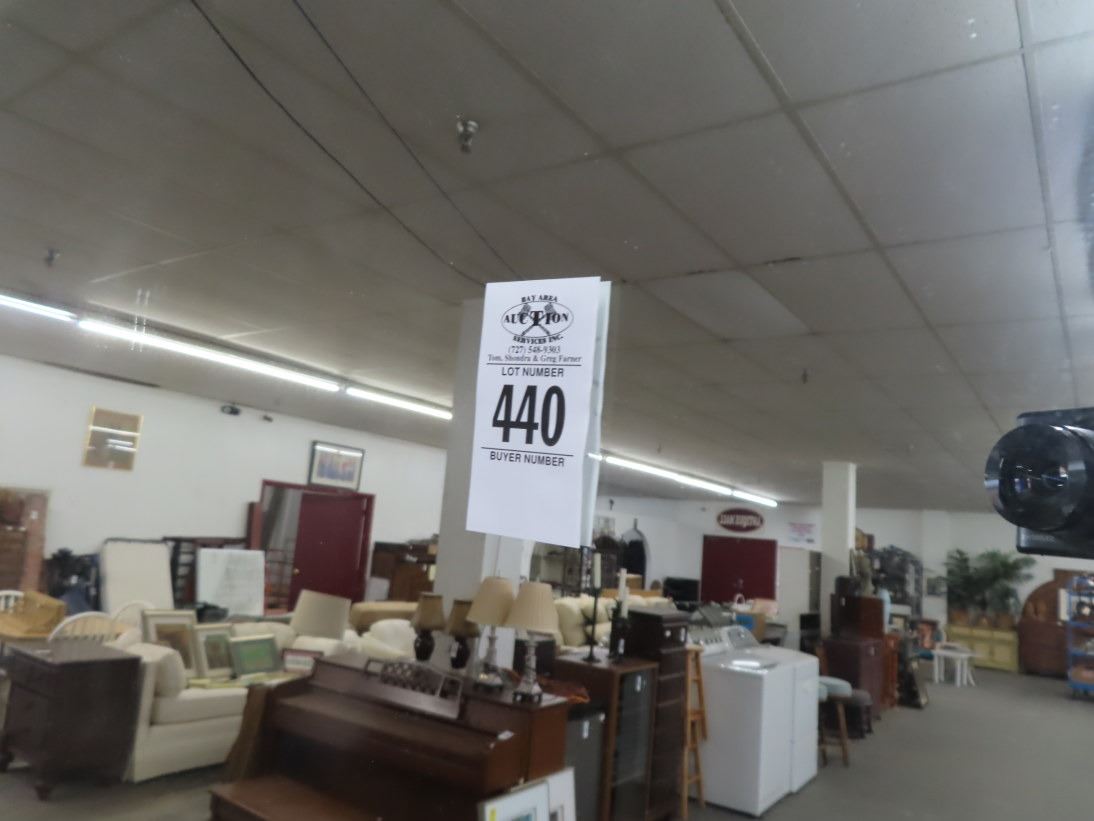 BAY AREA
AUCTION
SERVICES INC.
(727) 548-9303
Tom, Shondra & Greg Farner
LOT NUMBER
440
BUYER NUMBER